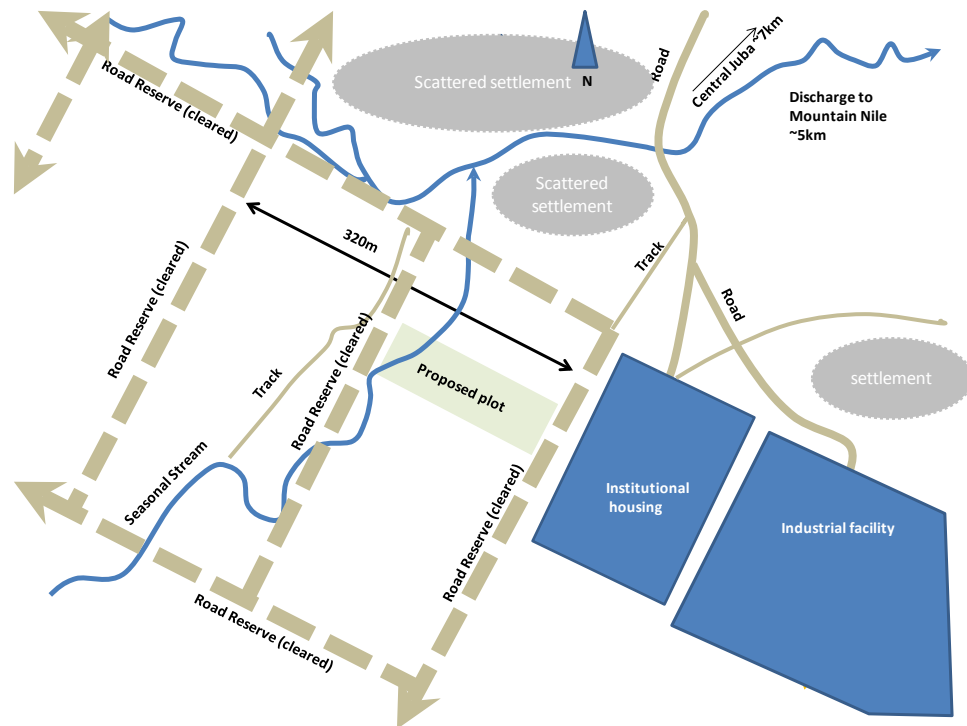 Road Reserve (cleared)
Scattered settlement
N
Road
Central Juba ~7km
Discharge to
Mountain Nile
~5km
Scattered
settlement
320m
Track
Road
Road Reserve (cleared)
Track
Road Reserve (cleared)
Proposed plot
settlement
Seasonal Stream
Road Reserve (cleared)
Institutional
housing
Industrial facility
Road Reserve (cleared)